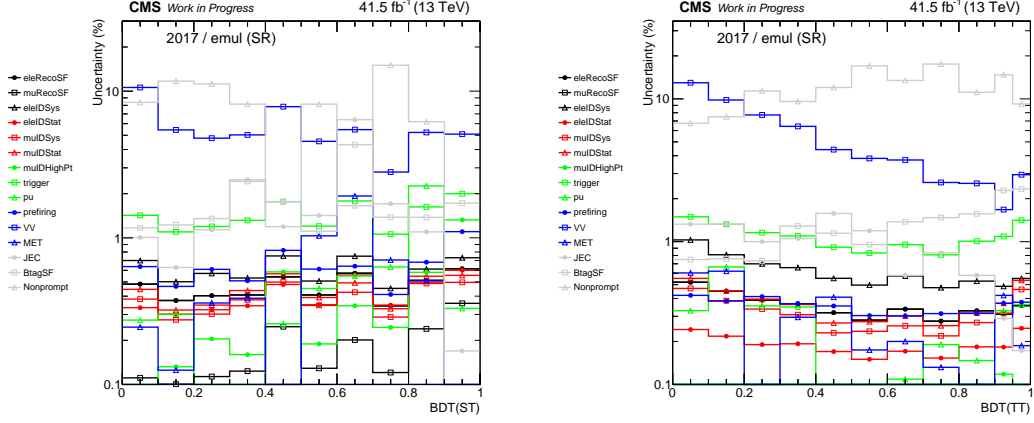 CMS Work in Progress 41.5 fb⁻¹ (13 TeV)
Uncertainty (%)
2017 / emul (SR)
eleRecoSF
muRecoSF
eleIDSys
eleIDStat
muIDSys
muIDStat
muIDHighPt
trigger
pu
prefiring
VV
MET
JEC
BtagSF
Nonprompt
10
1
0.1
0 0.2 0.4 0.6 0.8 1
BDT(ST)
CMS Work in Progress 41.5 fb⁻¹ (13 TeV)
Uncertainty (%)
2017 / emul (SR)
eleRecoSF
muRecoSF
eleIDSys
eleIDStat
muIDSys
muIDStat
muIDHighPt
trigger
pu
prefiring
VV
MET
JEC
BtagSF
Nonprompt
10
1
0.1
0 0.2 0.4 0.6 0.8 1
BDT(TT)